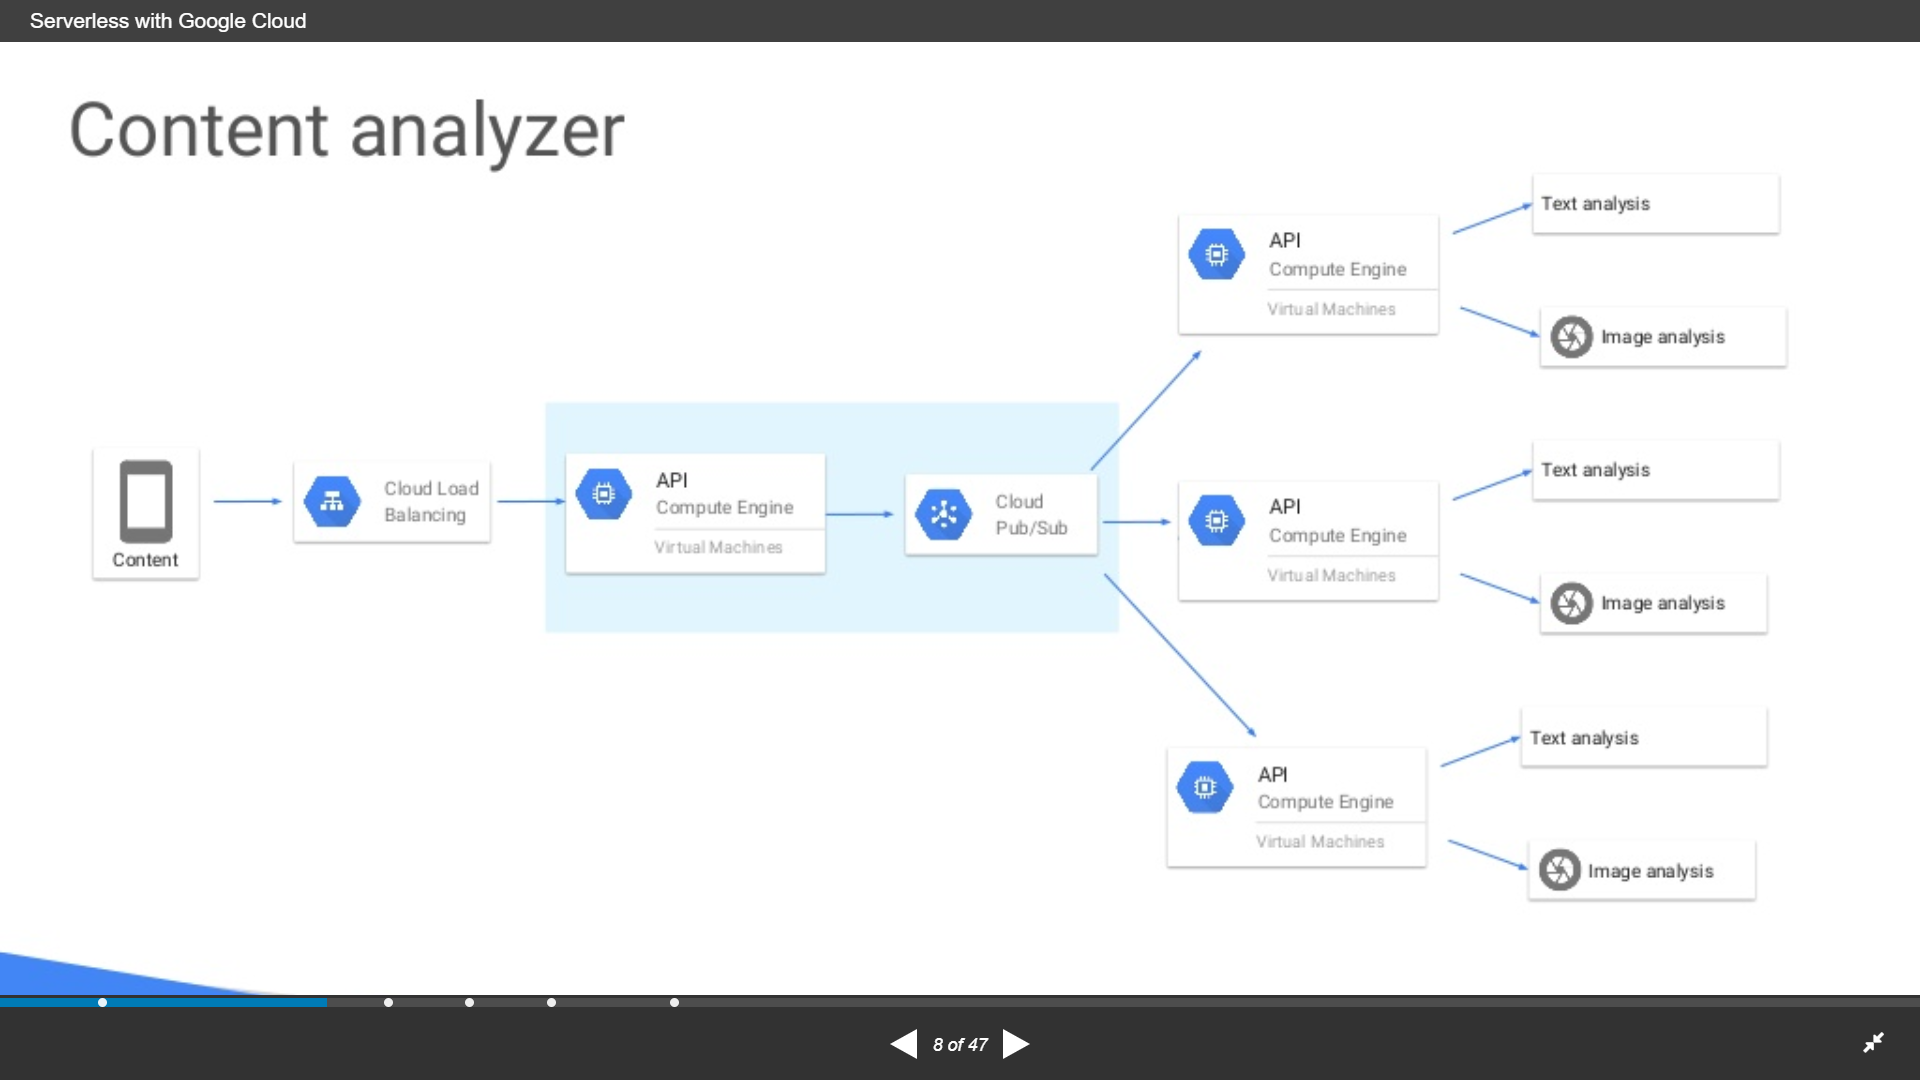 Serverless with Google Cloud
Content analyzer
Content
Cloud Load
Balancing
API
Compute Engine
Virtual Machines
Cloud
Pub/Sub
API
Compute Engine
Virtual Machines
Text analysis
Image analysis
API
Compute Engine
Virtual Machines
Text analysis
Image analysis
API
Compute Engine
Virtual Machines
Text analysis
Image analysis
8 of 47